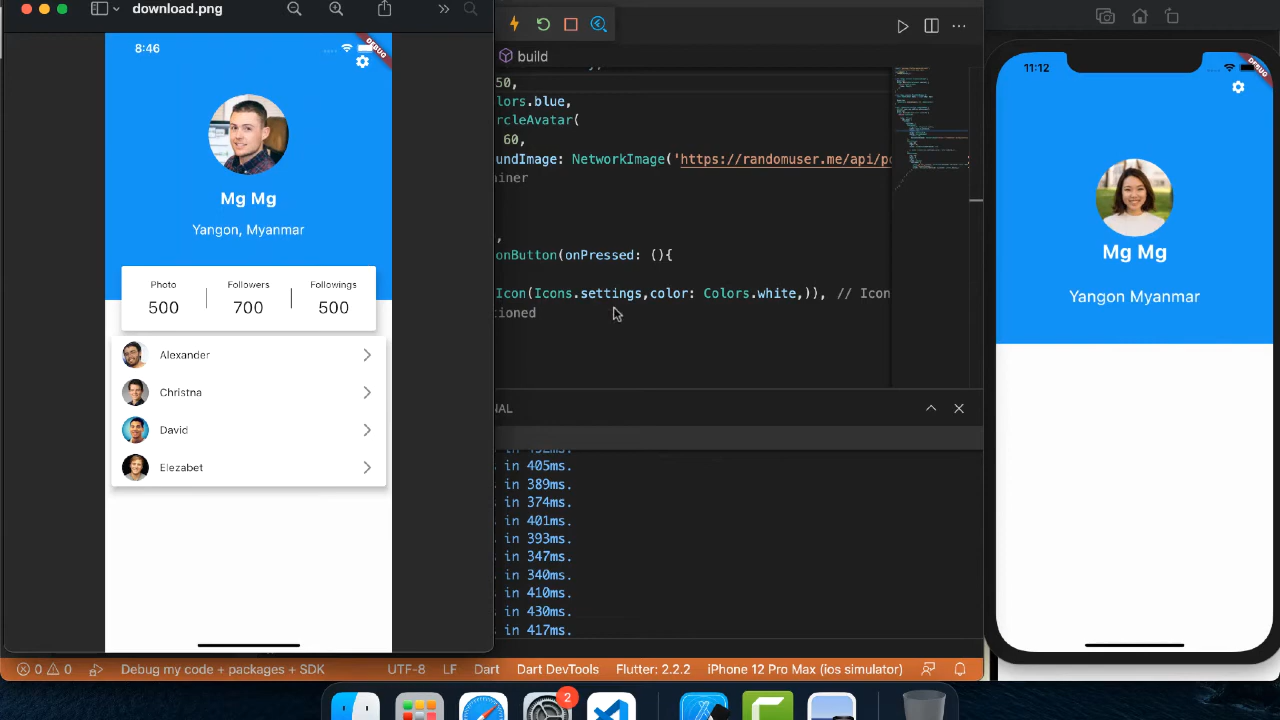 download.png
8:46
DEBUG
Mg Mg
Yangon, Myanmar
Photo
Followers
Followings
500
700
500
Alexander
Christna
David
Elezabet
build
50,
lors.blue,
rcleAvatar(
60,
undImage: NetworkImage('https://randomuser.me/api/po
iner
,
onButton(onPressed: (){
Icon(Icons.settings,color: Colors.white,)), // Icon
tioned
NAL
s in 405ms.
s in 389ms.
s in 374ms.
s in 401ms.
s in 393ms.
s in 347ms.
s in 340ms.
s in 410ms.
s in 430ms.
s in 417ms.
0
0
Debug my code + packages + SDK
UTF-8
LF
Dart
Dart DevTools
Flutter: 2.2.2
iPhone 12 Pro Max (ios simulator)
2
11:12
DEBUG
Mg Mg
Yangon Myanmar